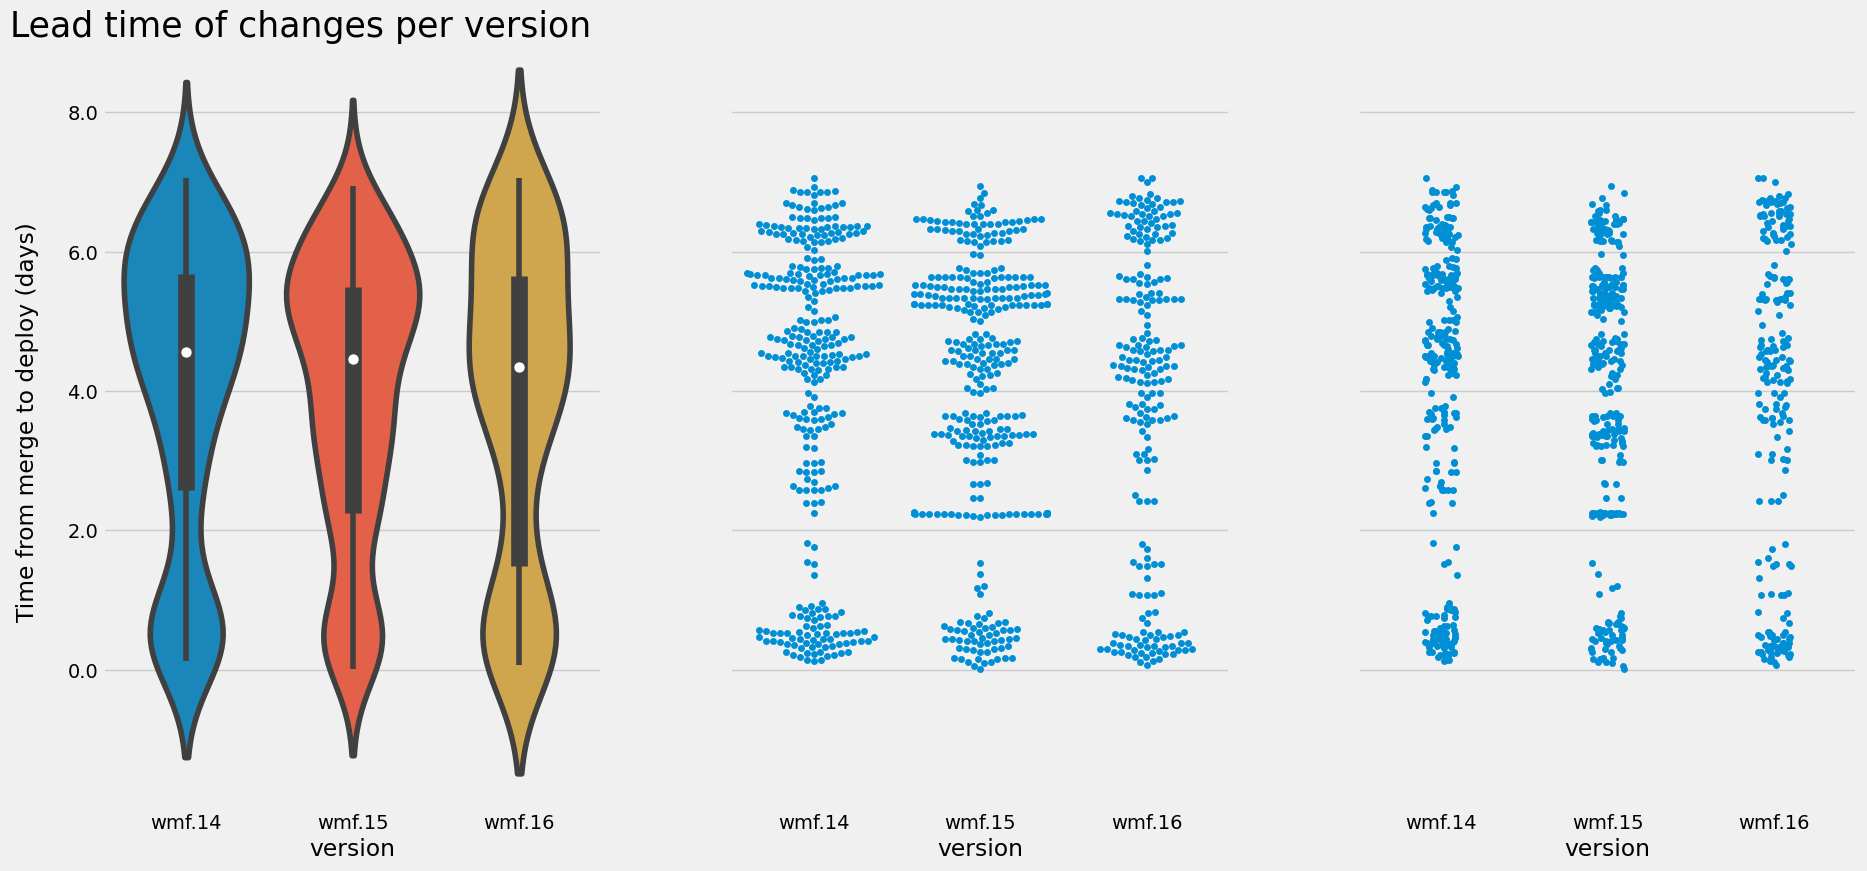 Lead time of changes per version
Time from merge to deploy (days)
8.0
6.0
4.0
2.0
0.0
wmf.14 wmf.15 wmf.16
version
wmf.14 wmf.15 wmf.16
version
wmf.14 wmf.15 wmf.16
version